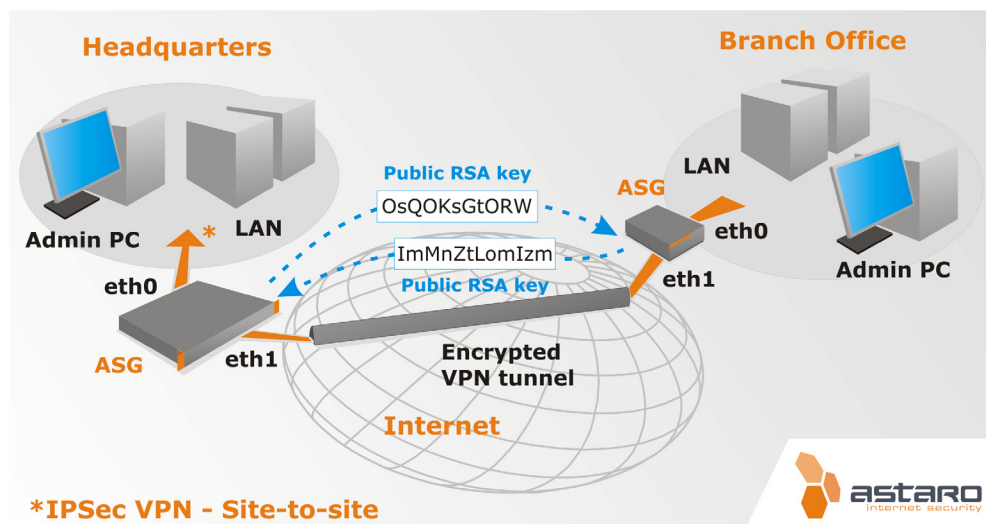 Headquarters
Branch Office
Public RSA key
OsQOKsGtORW
ImMnZtLomIzm
Public RSA key
Admin PC
LAN
*
eth0
ASG
eth1
ASG
LAN
eth0
eth1
Admin PC
Encrypted
VPN tunnel
Internet
*IPSec VPN - Site-to-site
astaro
internet security